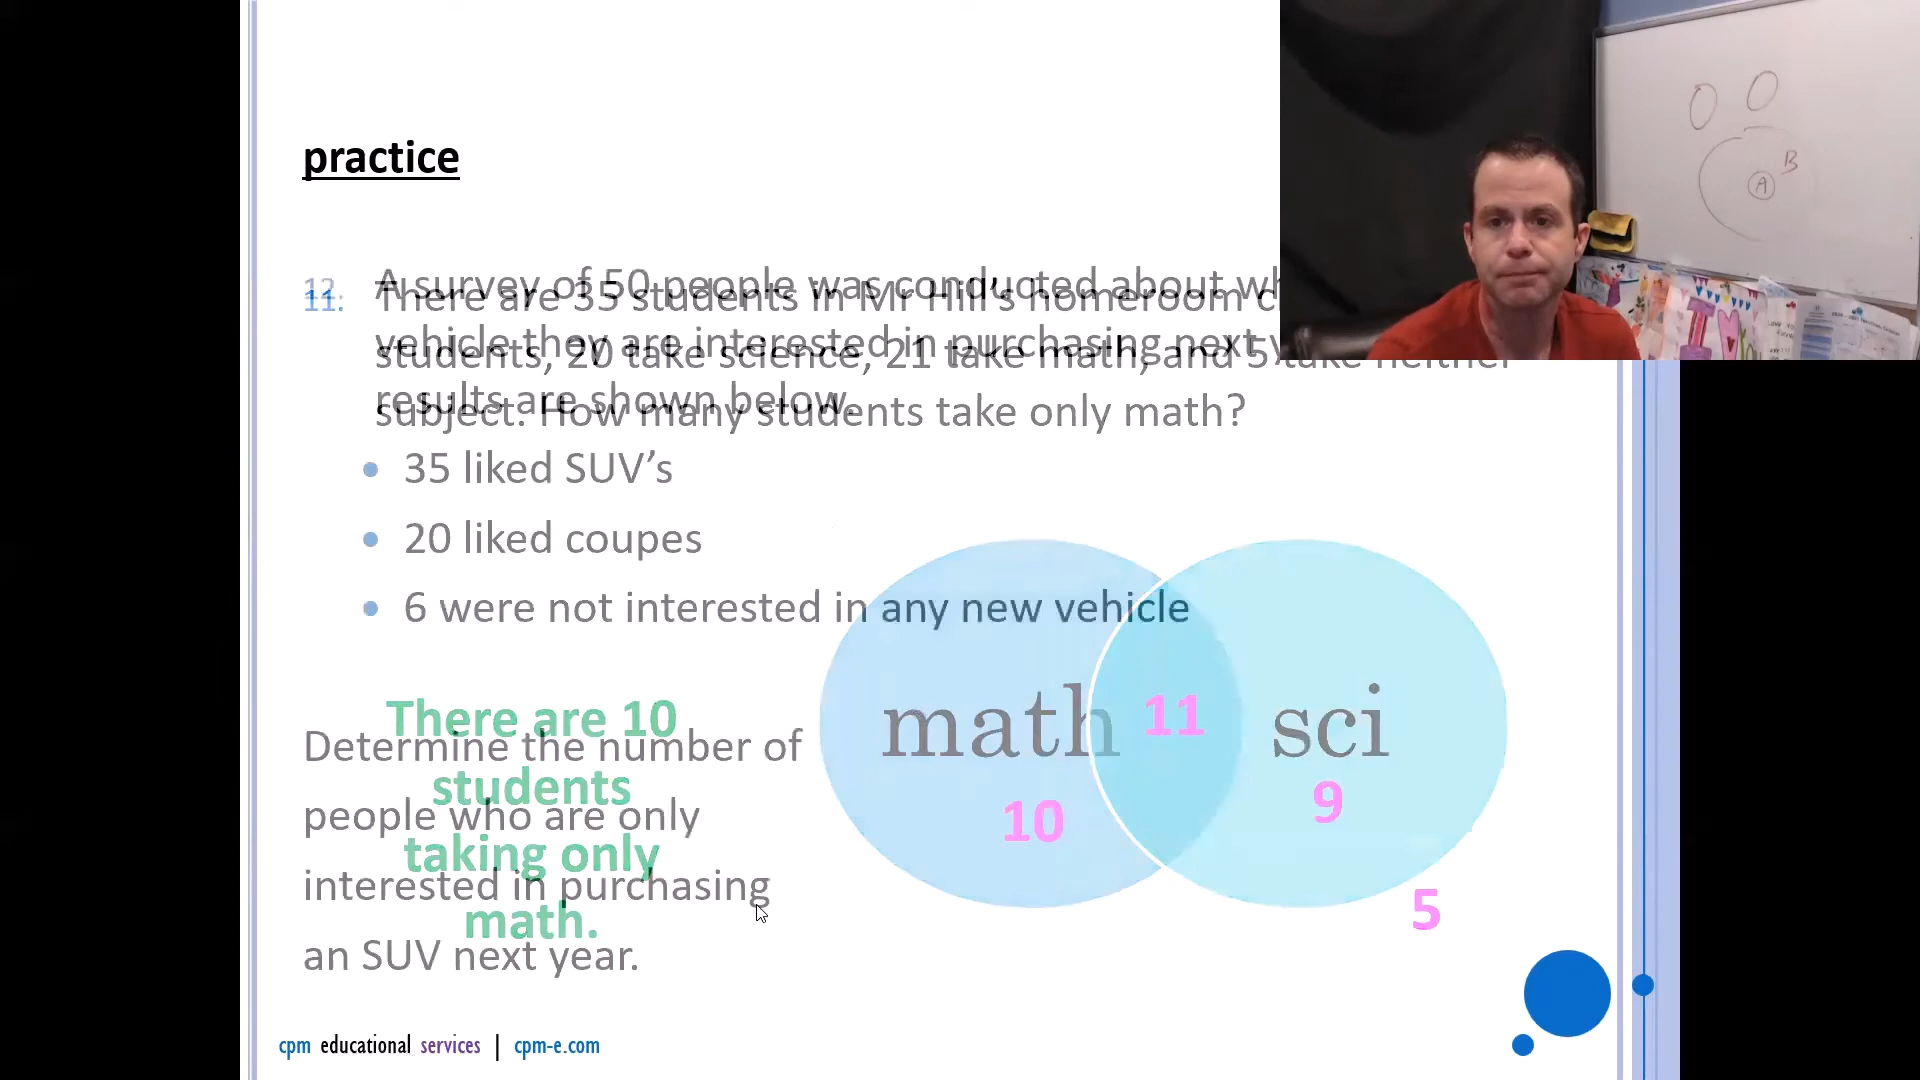 practice
12. A survey of 50 people was conducted about wh
11. There are 35 students in Mr Hill's homeroom c
vehicle they are interested in purchasing next y
students, 20 take science, 21 take math, and 5 take neither
results are shown below.
subject. How many students take only math?
• 35 liked SUV's
• 20 liked coupes
• 6 were not interested in any new vehicle
There are 10
students
taking only
math.
Determine the number of
people who are only
interested in purchasing
an SUV next year.
math 11 sci
10 9
5
cpm educational services | cpm-e.com
A
B